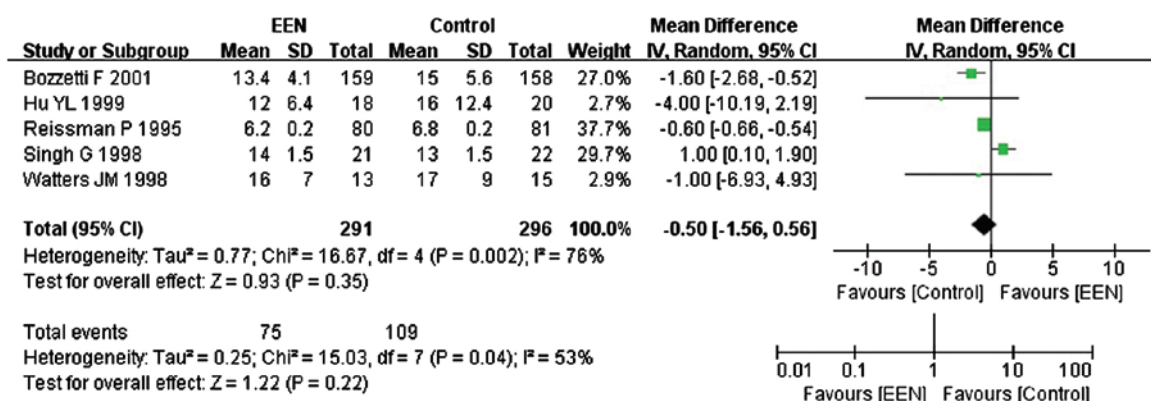 EEN Control Mean Difference Mean Difference
Study or Subgroup Mean SD Total Mean SD Total Weight IV, Random, 95% CI IV, Random, 95% CI
Bozzetti F 2001 13.4 4.1 159 15 5.6 158 27.0% -1.60 [-2.68, -0.52]
Hu YL 1999 12 6.4 18 16 12.4 20 2.7% -4.00 [-10.19, 2.19]
Reissman P 1995 6.2 0.2 80 6.8 0.2 81 37.7% -0.60 [-0.66, -0.54]
Singh G 1998 14 1.5 21 13 1.5 22 29.7% 1.00 [0.10, 1.90]
Watters JM 1998 16 7 13 17 9 15 2.9% -1.00 [-6.93, 4.93]
Total (95% CI) 291 296 100.0% -0.50 [-1.56, 0.56]
Heterogeneity: Tau² = 0.77; Chi² = 16.67, df = 4 (P = 0.002); I² = 76%
Test for overall effect: Z = 0.93 (P = 0.35)
-10 -5 0 5 10
Favours [Control] Favours [EEN]
Total events 75 109
Heterogeneity: Tau² = 0.25; Chi² = 15.03, df = 7 (P = 0.04); I² = 53%
Test for overall effect: Z = 1.22 (P = 0.22)
0.01 0.1 1 10 100
Favours [EEN] Favours [Control]